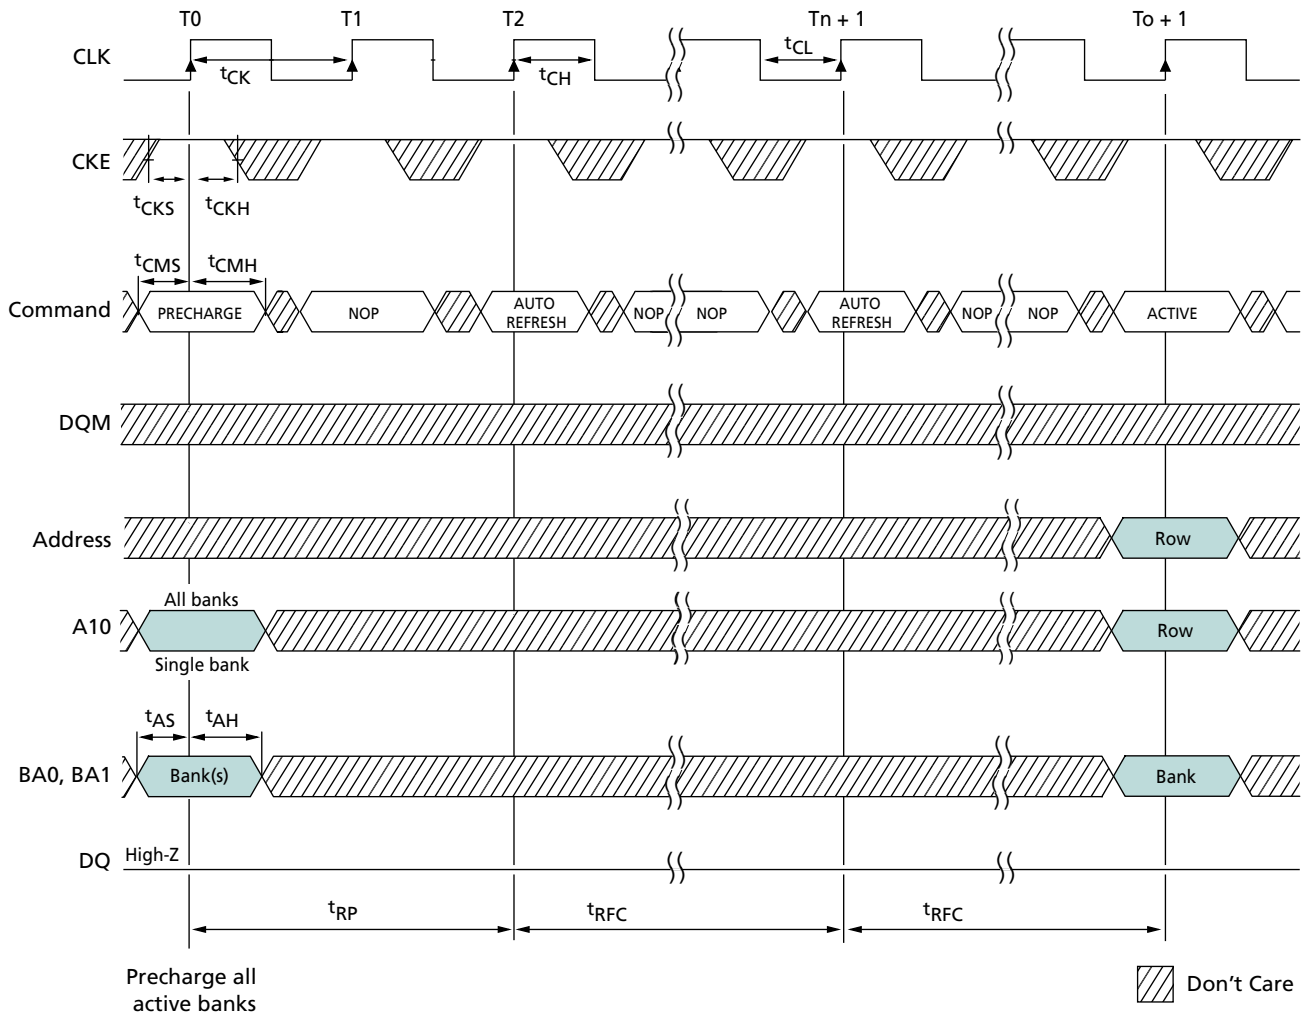 T0 T1 T2 Tn + 1 To + 1
CLK
tCK tCH tCL
CKE
tCKS tCKH
tCMS tCMH
Command PRECHARGE NOP AUTO REFRESH NOP NOP AUTO REFRESH NOP NOP ACTIVE
DQM
Address Row
All banks
A10 Row
Single bank
tAS tAH
BA0, BA1 Bank(s) Bank
DQ High-Z
tRP tRFC tRFC
Precharge all
active banks
Don't Care